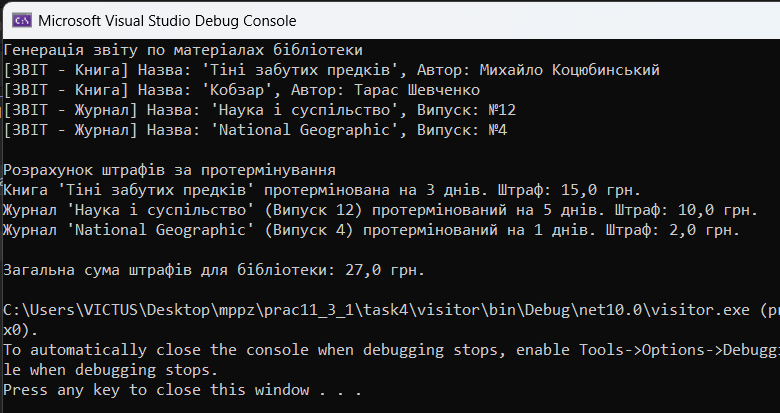 Microsoft Visual Studio Debug Console
Генерація звіту по матеріалах бібліотеки
[ЗВІТ - Книга] Назва: 'Тіні забутих предків', Автор: Михайло Коцюбинський
[ЗВІТ - Книга] Назва: 'Кобзар', Автор: Тарас Шевченко
[ЗВІТ - Журнал] Назва: 'Наука і суспільство', Випуск: №12
[ЗВІТ - Журнал] Назва: 'National Geographic', Випуск: №4
Розрахунок штрафів за протермінування
Книга 'Тіні забутих предків' протермінована на 3 днів. Штраф: 15,0 грн.
Журнал 'Наука і суспільство' (Випуск 12) протермінований на 5 днів. Штраф: 10,0 грн.
Журнал 'National Geographic' (Випуск 4) протермінований на 1 днів. Штраф: 2,0 грн.
Загальна сума штрафів для бібліотеки: 27,0 грн.
C:\Users\VICTUS\Desktop\mppz\prac11_3_1\task4\visitor\bin\Debug\net10.0\visitor.exe (pr
x0).
To automatically close the console when debugging stops, enable Tools->Options->Debuggi
le when debugging stops.
Press any key to close this window . . .